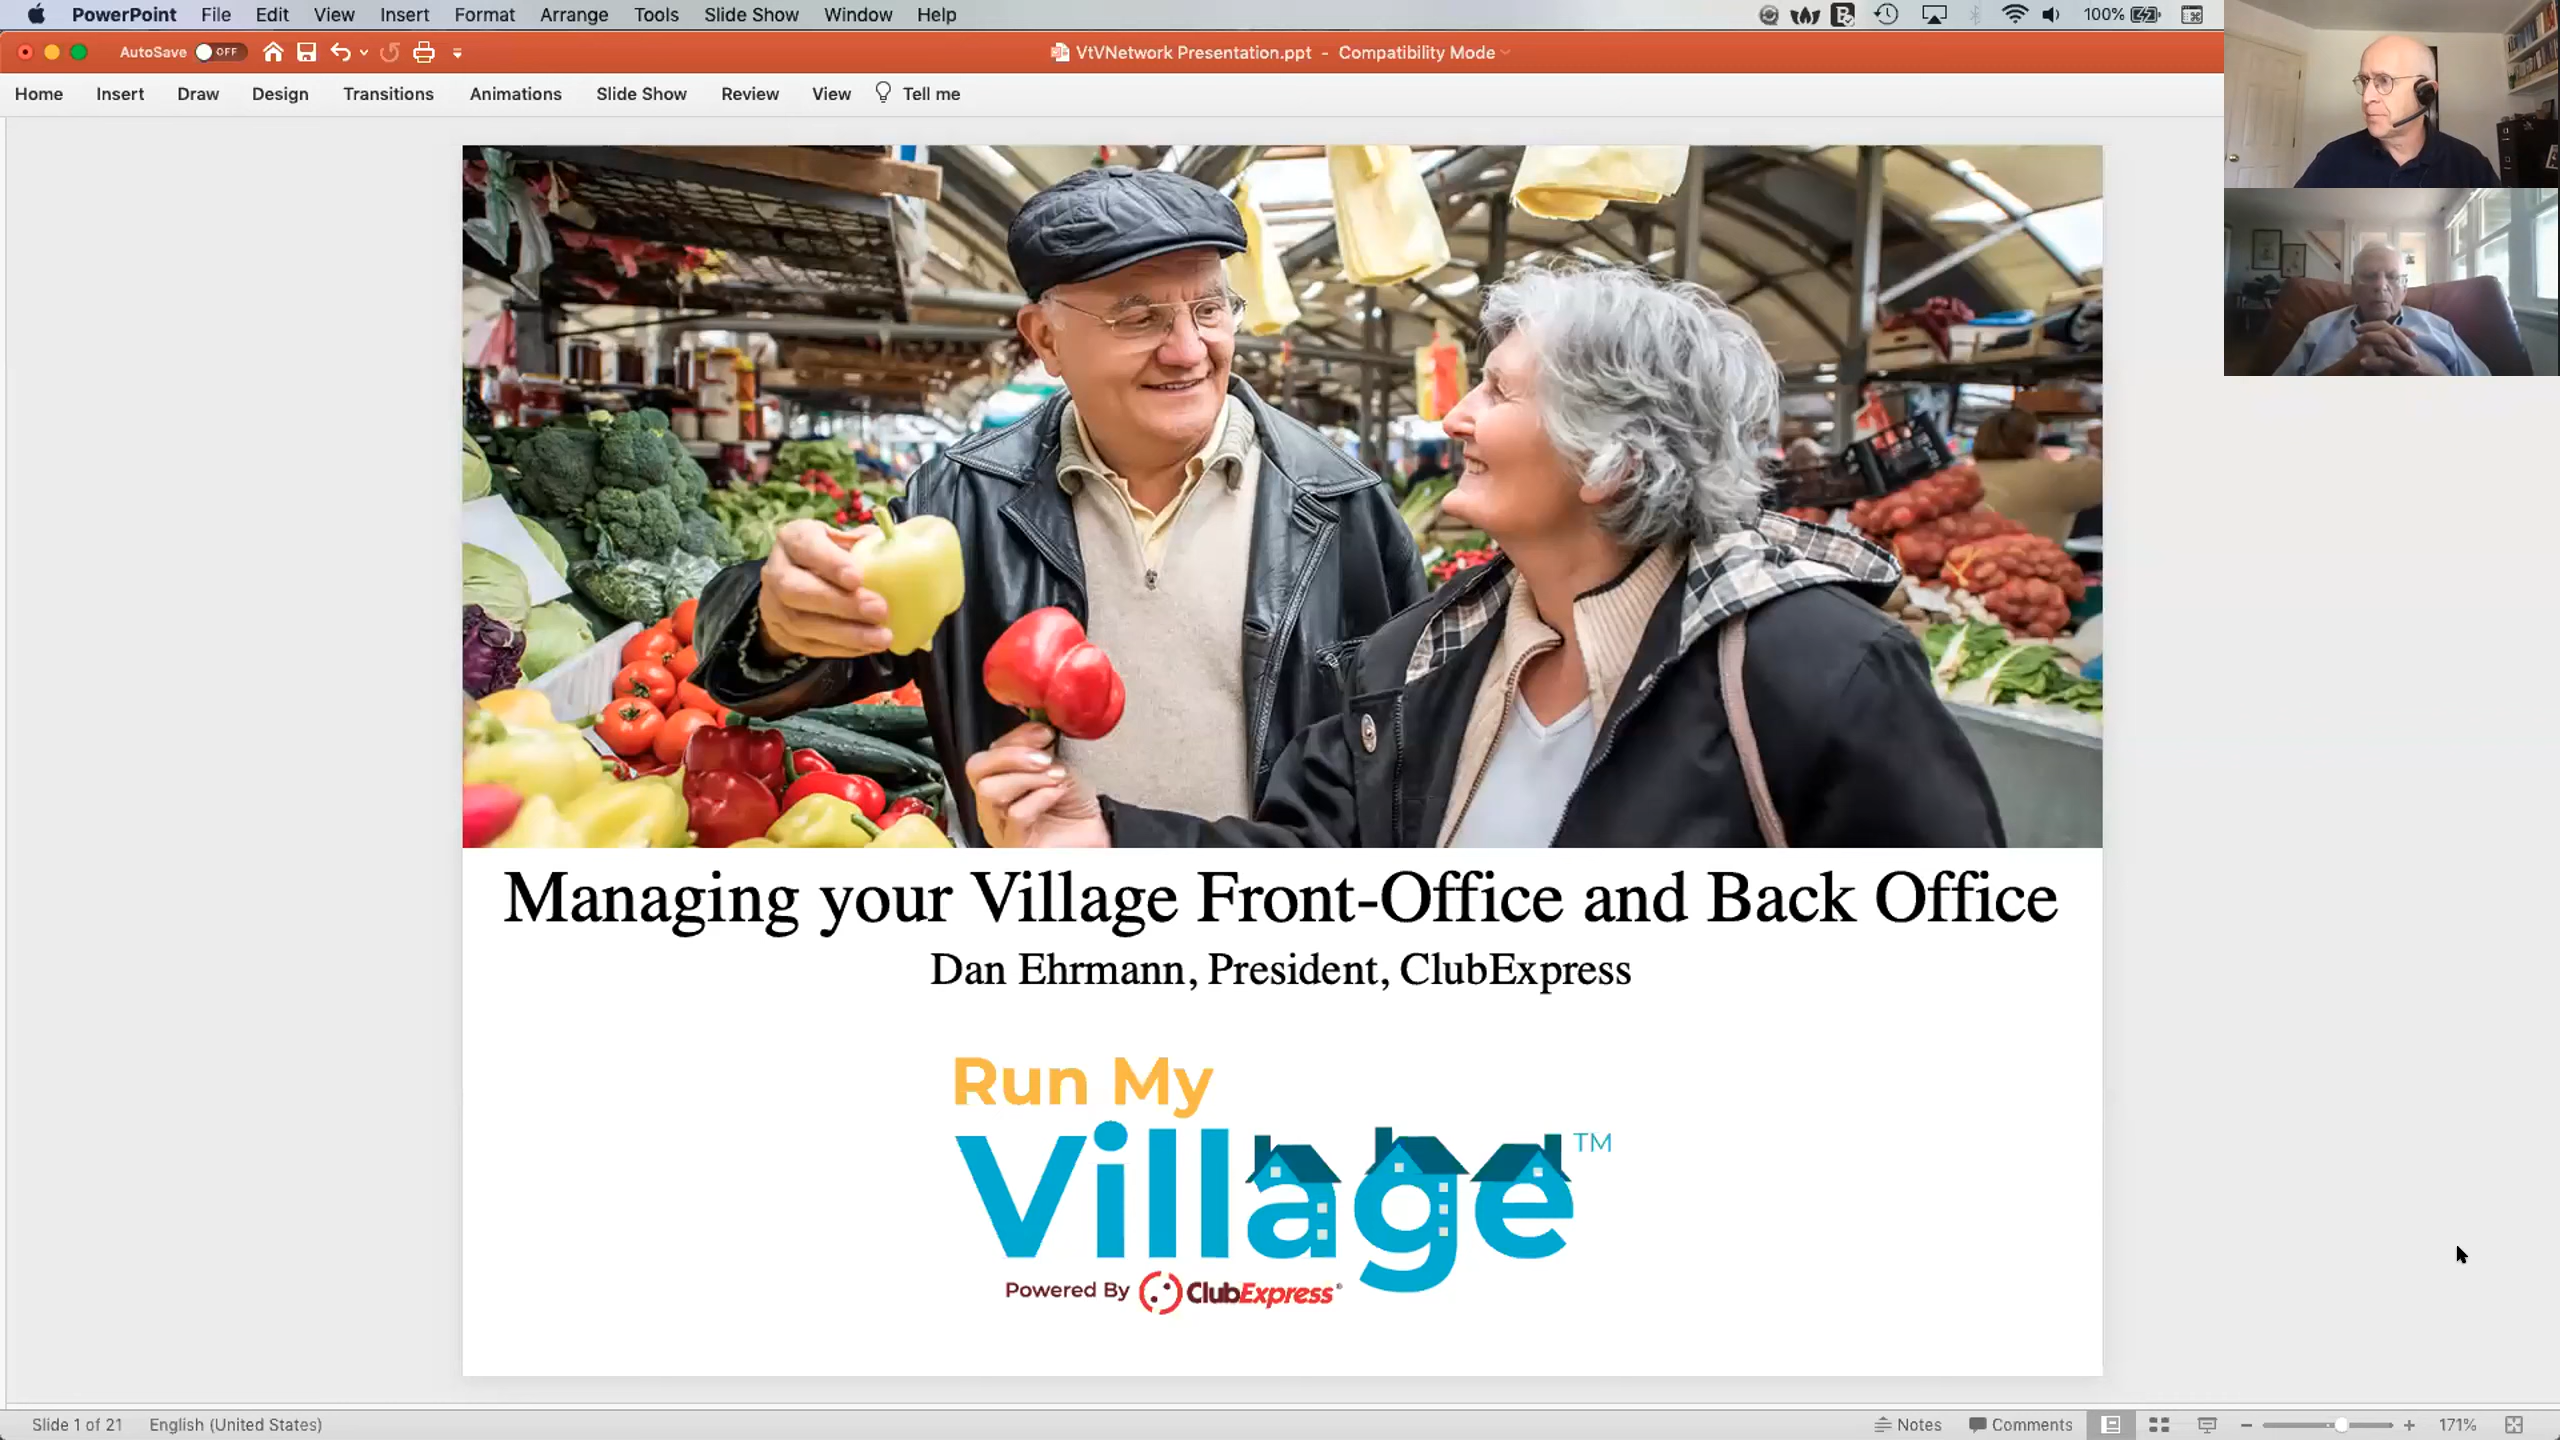 PowerPoint File Edit View Insert Format Arrange Tools Slide Show Window Help 100%
AutoSave OFF VtVNetwork Presentation.ppt - Compatibility Mode
Home Insert Draw Design Transitions Animations Slide Show Review View Tell me
Managing your Village Front-Office and Back Office
Dan Ehrmann, President, ClubExpress
Run My
Village™
Powered By ClubExpress®
Slide 1 of 21 English (United States) Notes Comments 171%